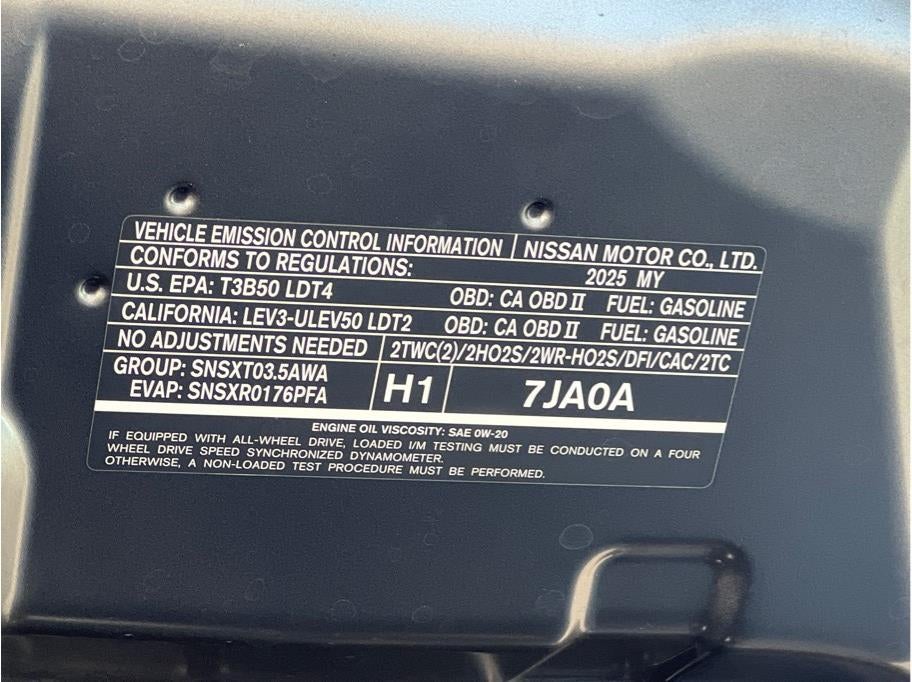 VEHICLE EMISSION CONTROL INFORMATION | NISSAN MOTOR CO., LTD.
CONFORMS TO REGULATIONS: 2025 MY
U.S. EPA: T3B50 LDT4 OBD: CA OBD II FUEL: GASOLINE
CALIFORNIA: LEV3-ULEV50 LDT2 OBD: CA OBD II FUEL: GASOLINE
NO ADJUSTMENTS NEEDED 2TWC(2)/2HO2S/2WR-HO2S/DFI/CAC/2TC
GROUP: SNSXT03.5AWA
EVAP: SNSXR0176PFA
H1 7JA0A
ENGINE OIL VISCOSITY: SAE 0W-20
IF EQUIPPED WITH ALL-WHEEL DRIVE, LOADED I/M TESTING MUST BE CONDUCTED ON A FOUR
WHEEL DRIVE SPEED SYNCHRONIZED DYNAMOMETER.
OTHERWISE, A NON-LOADED TEST PROCEDURE MUST BE PERFORMED.